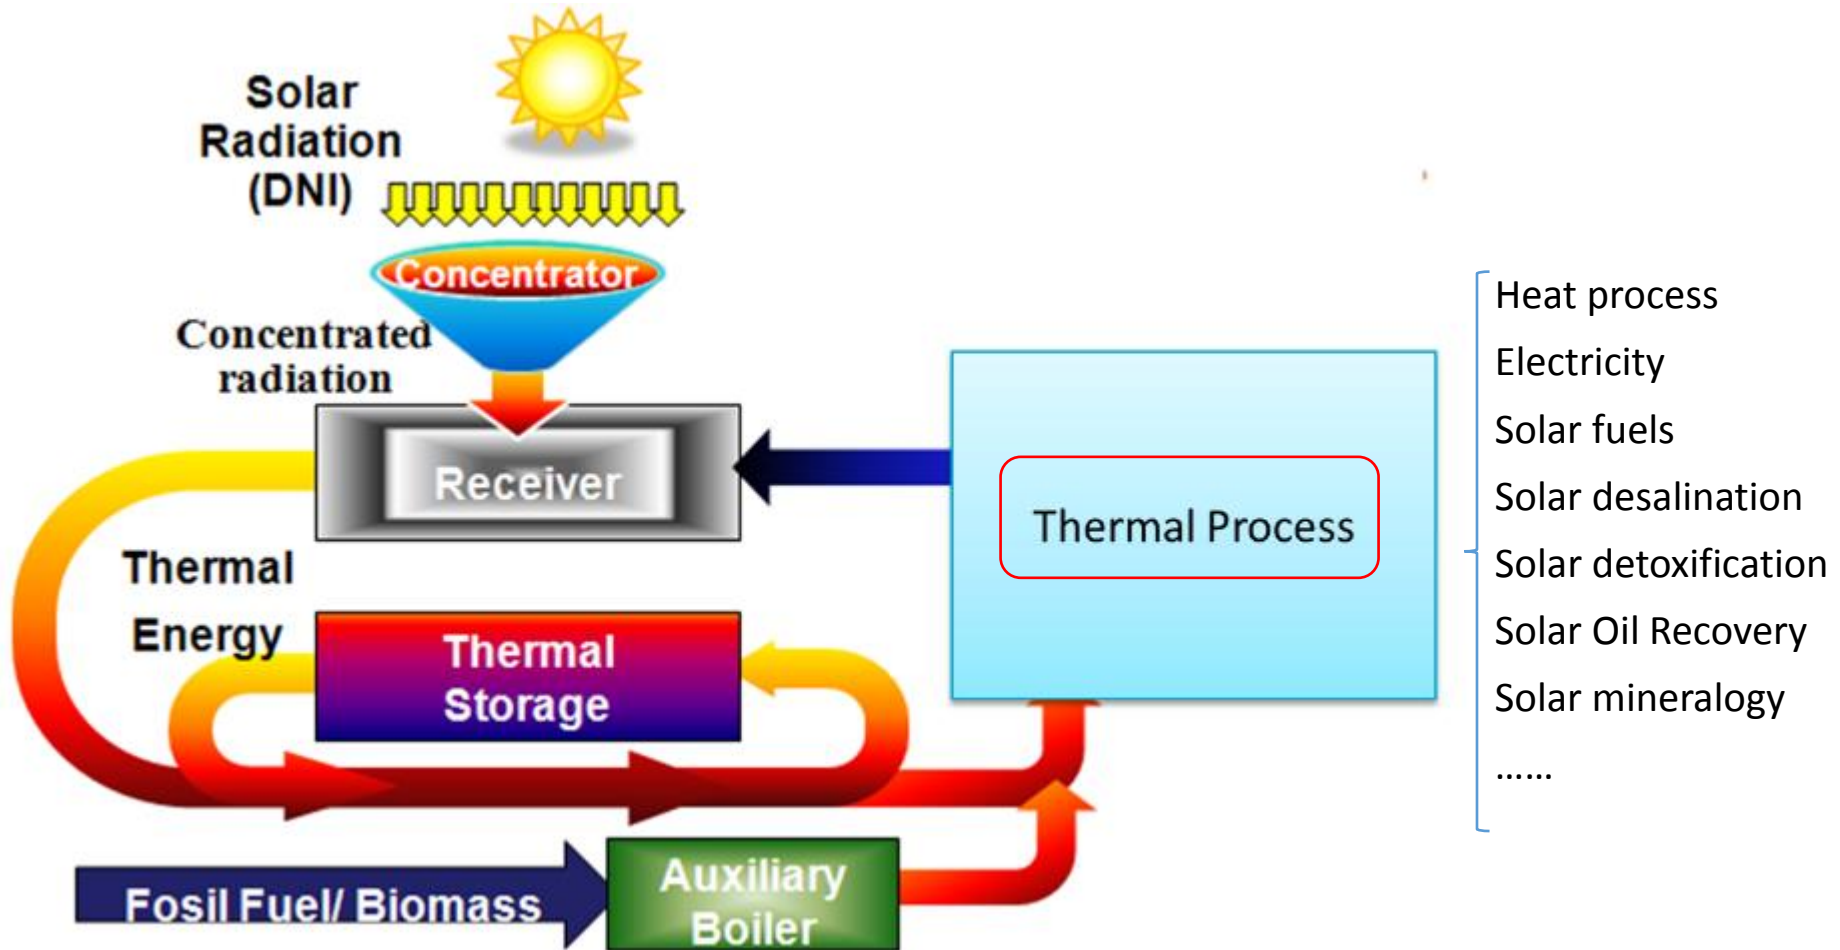 Solar
Radiation
(DNI)
Concentrator
Concentrated
radiation
Receiver
Thermal
Energy
Thermal
Storage
Fosil Fuel/ Biomass
Auxiliary
Boiler
Thermal Process
Heat process
Electricity
Solar fuels
Solar desalination
Solar detoxification
Solar Oil Recovery
Solar mineralogy
......